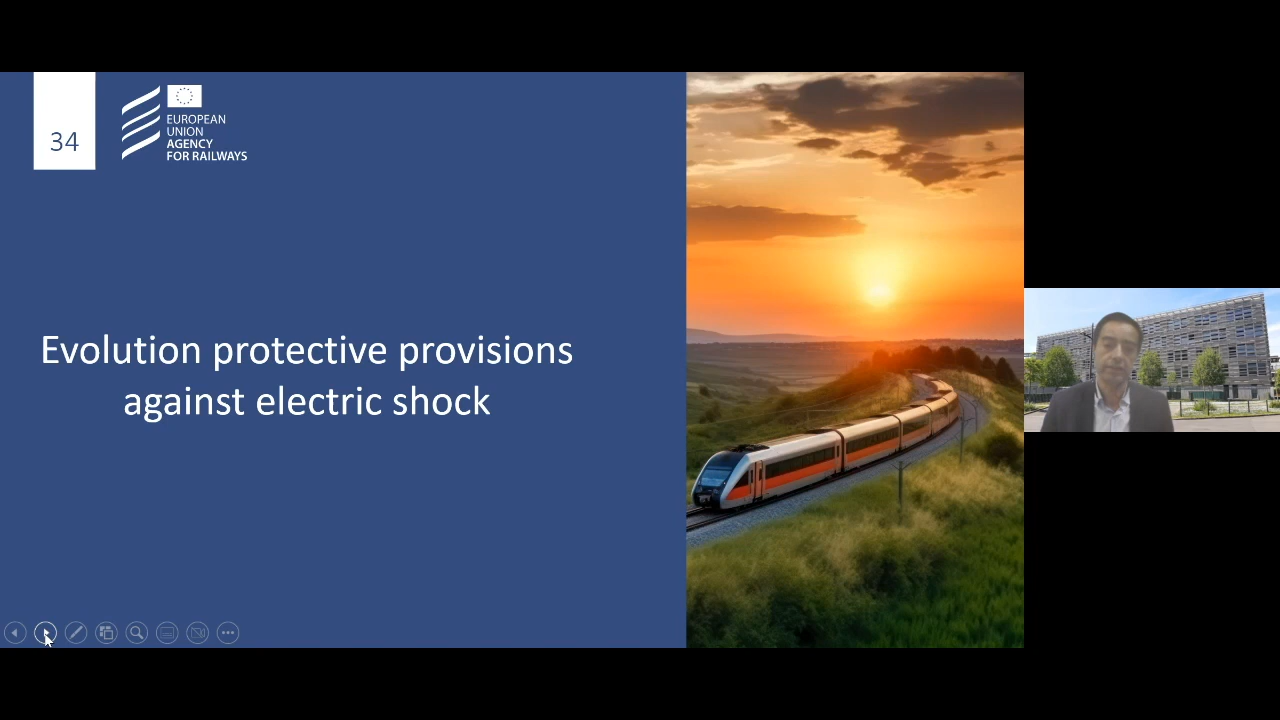 34
EUROPEAN
UNION
AGENCY
FOR RAILWAYS
Evolution protective provisions
against electric shock